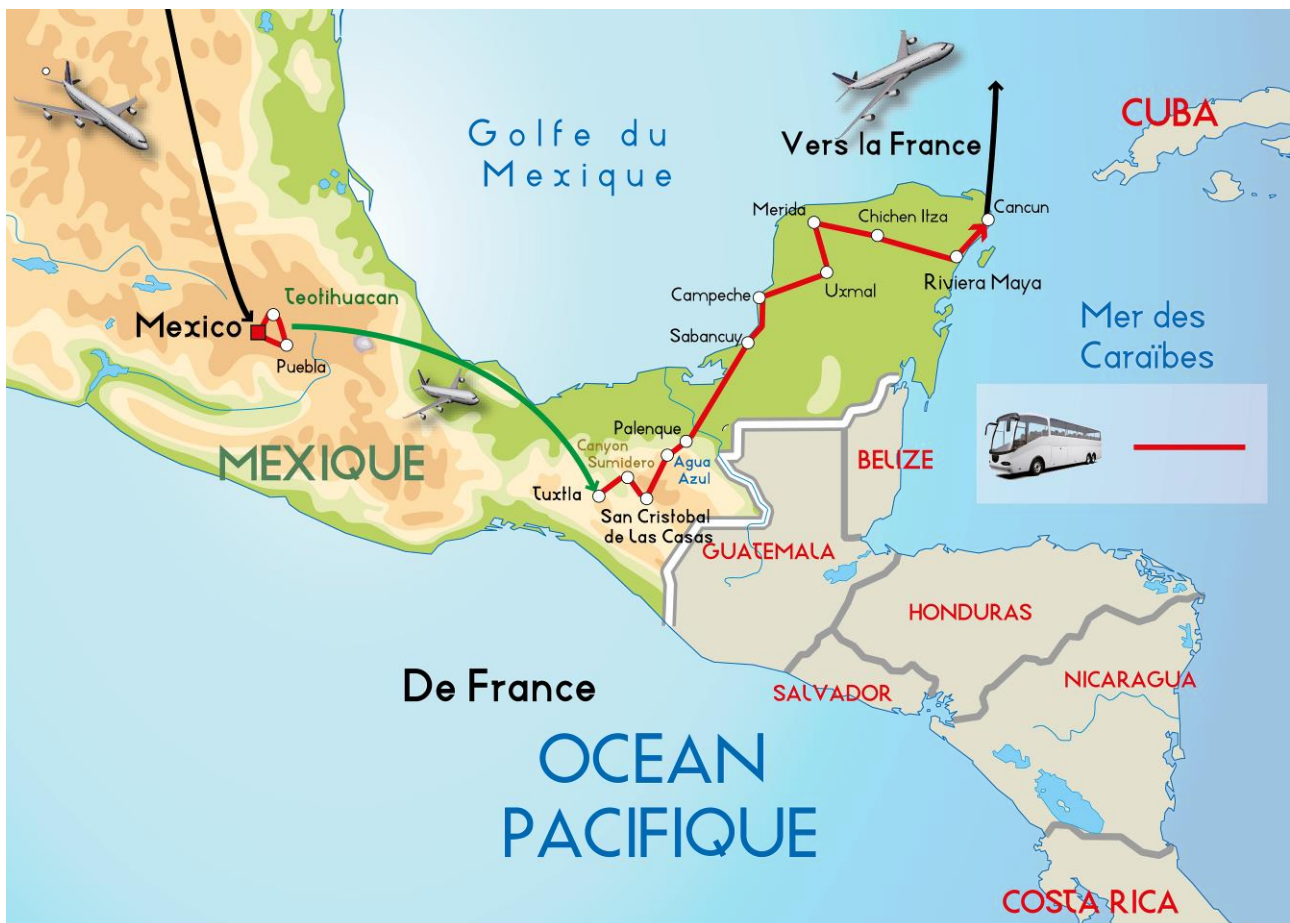 Golfe du
Mexique
Vers la France
CUBA
Merida
Chichen Itza
Cancun
Riviera Maya
Uxmal
Campeche
Sabancuy
Teotihuacan
Mexico
Puebla
Mer des
Caraïbes
MEXIQUE
Palenque
Canyon
Sumidero
Agua
Azul
Tuxtla
San Cristobal
de Las Casas
BELIZE
GUATEMALA
HONDURAS
De France
SALVADOR
NICARAGUA
OCEAN
PACIFIQUE
COSTA RICA